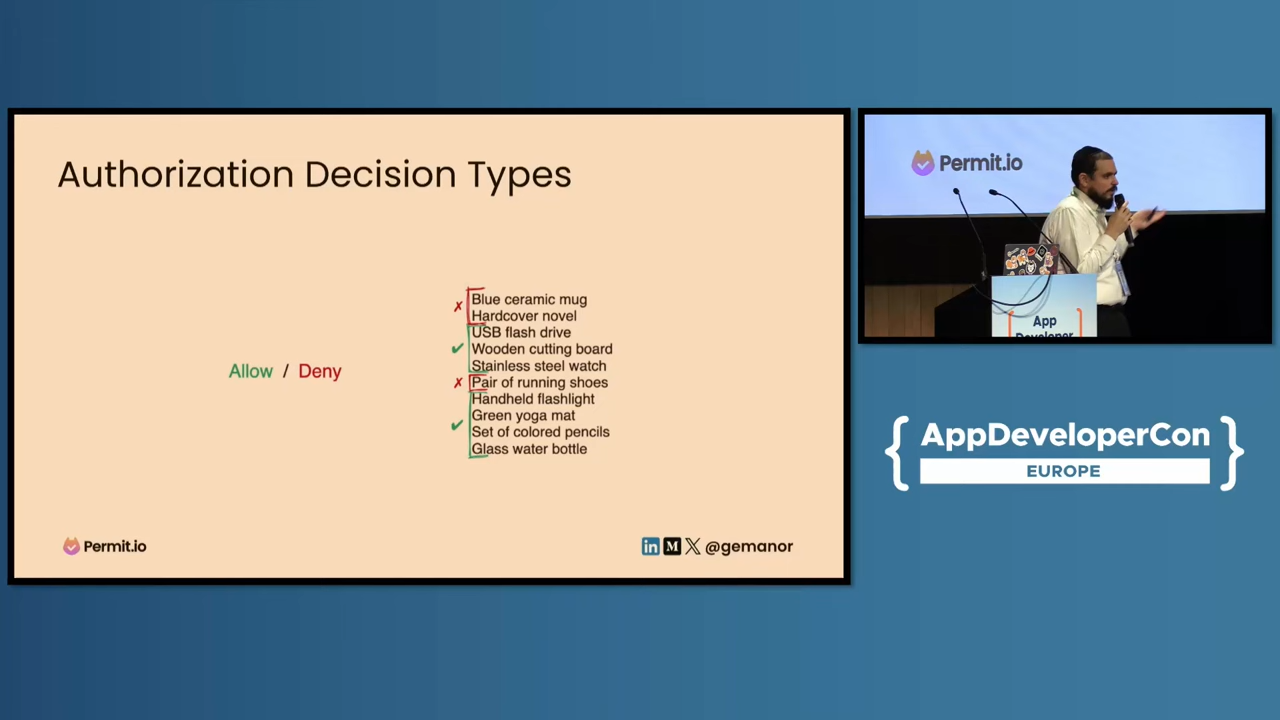 Authorization Decision Types
Allow / Deny
✗
Blue ceramic mug
Hardcover novel
✔
USB flash drive
Wooden cutting board
Stainless steel watch
✗
Pair of running shoes
✔
Handheld flashlight
Green yoga mat
Set of colored pencils
Glass water bottle
Permit.io
in M X @gemanor
Permit.io
[ App ]
Developer
{ AppDeveloperCon }
EUROPE